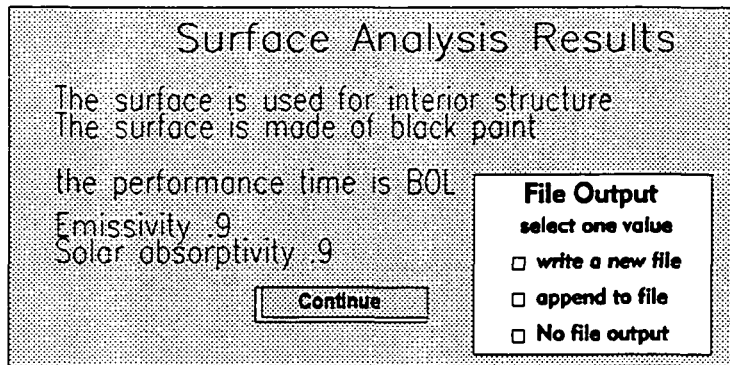 Surface Analysis Results
The surface is used for interior structure
The surface is made of black paint
the performance time is BOL
Emissivity .9
Solar absorptivity .9
Continue
File Output
select one value
write a new file
append to file
No file output